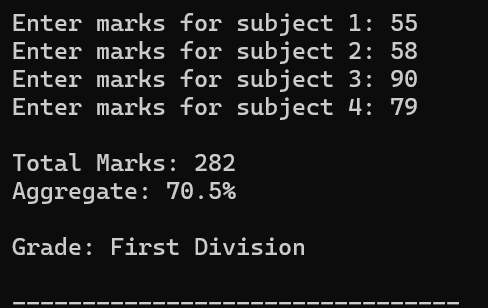 Enter marks for subject 1: 55
Enter marks for subject 2: 58
Enter marks for subject 3: 90
Enter marks for subject 4: 79
Total Marks: 282
Aggregate: 70.5%
Grade: First Division
--------------------------------